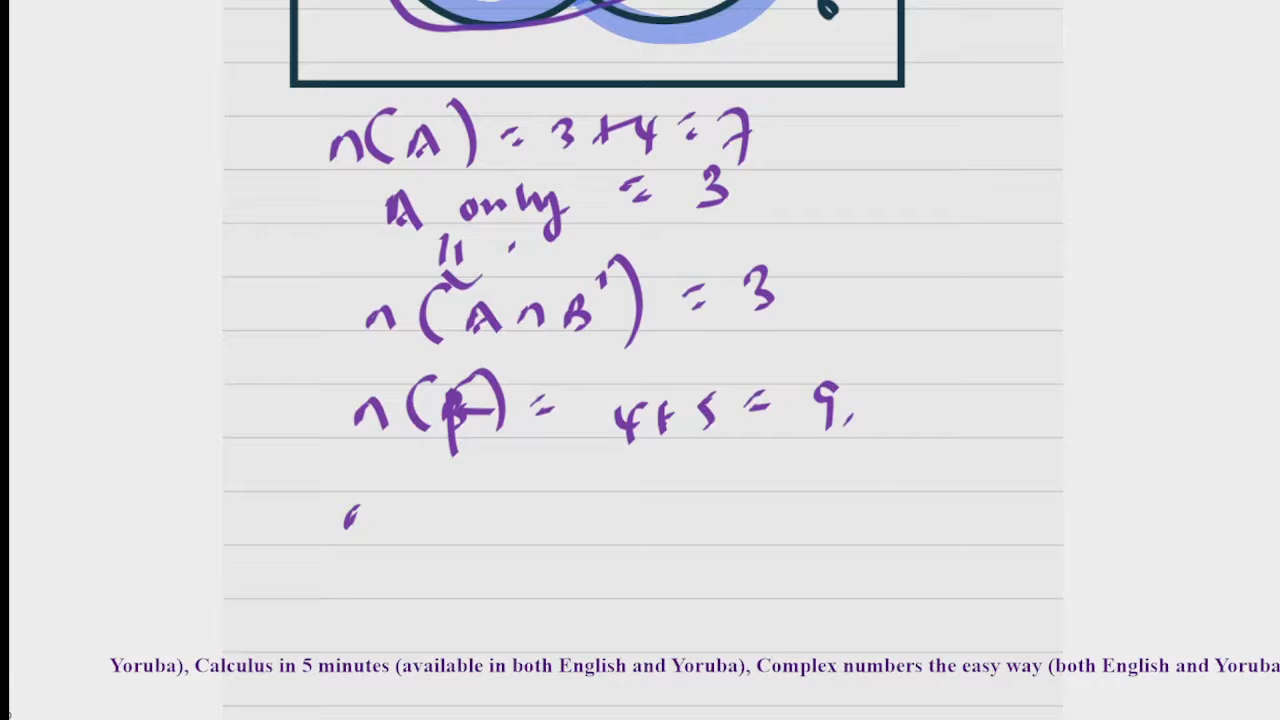 n(A) = 3+4 = 7
A only = 3
n(A∩B') = 3
n(B) = 4+5 = 9
Yoruba), Calculus in 5 minutes (available in both English and Yoruba), Complex numbers the easy way (both English and Yoruba